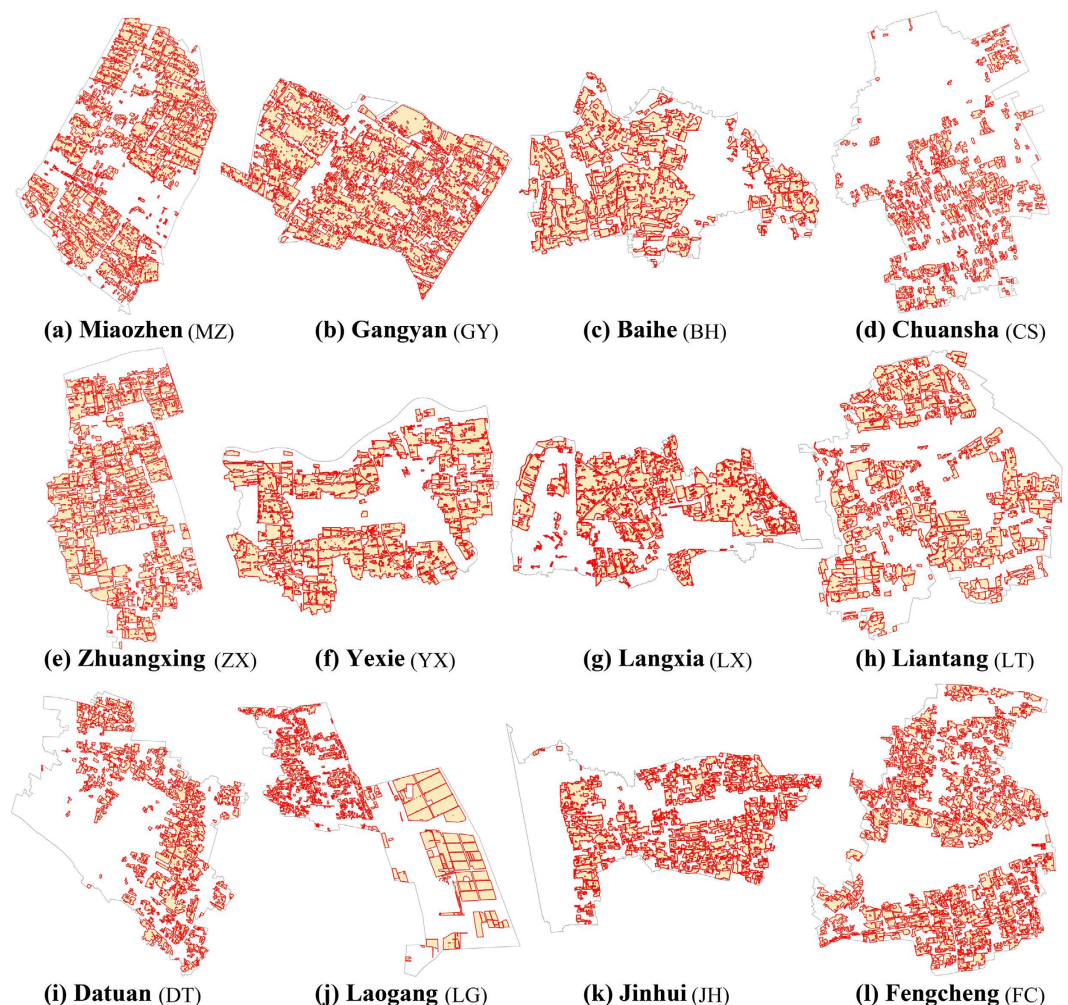 (a) Miaozhen (MZ)
(b) Gangyan (GY)
(c) Baihe (BH)
(d) Chuansha (CS)
(e) Zhuangxing (ZX)
(f) Yexie (YX)
(g) Langxia (LX)
(h) Liantang (LT)
(i) Datuan (DT)
(j) Laogang (LG)
(k) Jinhui (JH)
(l) Fengcheng (FC)